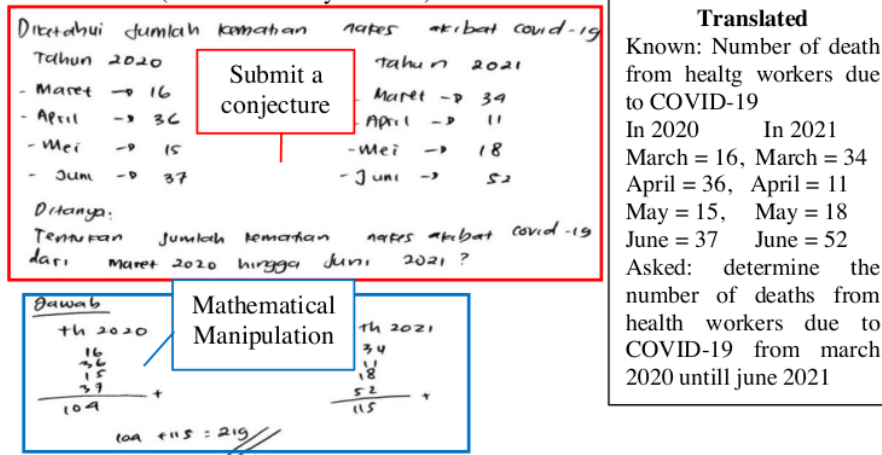 Diketahui Jumlah kematian nakes akibat covid-19
Tahun 2020
- Maret → 16
- April → 36
- Mei → 15
- Juni → 37
Tahun 2021
Maret → 34
April → 11
- Mei → 18
- Juni → 52
Submit a
conjecture
Ditanya:
Tentukan Jumlah kematian nakes akibat covid-19
dari Maret 2020 hingga Juni 2021 ?
Jawab
th 2020
16
36
15
37
+
104
th 2021
34
11
18
52
+
115
104 + 115 = 219
Mathematical
Manipulation
Translated
Known: Number of death
from healtg workers due
to COVID-19
In 2020 In 2021
March = 16, March = 34
April = 36, April = 11
May = 15, May = 18
June = 37 June = 52
Asked: determine the
number of deaths from
health workers due to
COVID-19 from march
2020 untill june 2021